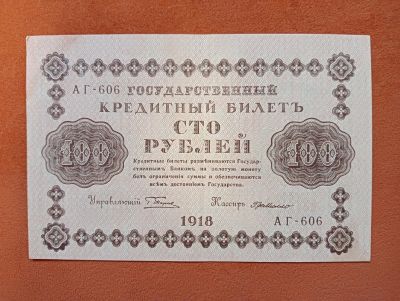 ГОСУДАРСТВЕННЫЙ
АГ-606
КРЕДИТНЫЙ БИЛЕТЪ
СТО
РУБЛЕЙ
100 100
Кредитные билеты размѣниваются Государ-
ственнымъ Банкомъ на золотую монету
безъ ограниченія суммы и обезпечиваются
всѣмъ достояніемъ Государства.
Управляющій Кассиръ
1918
АГ-606